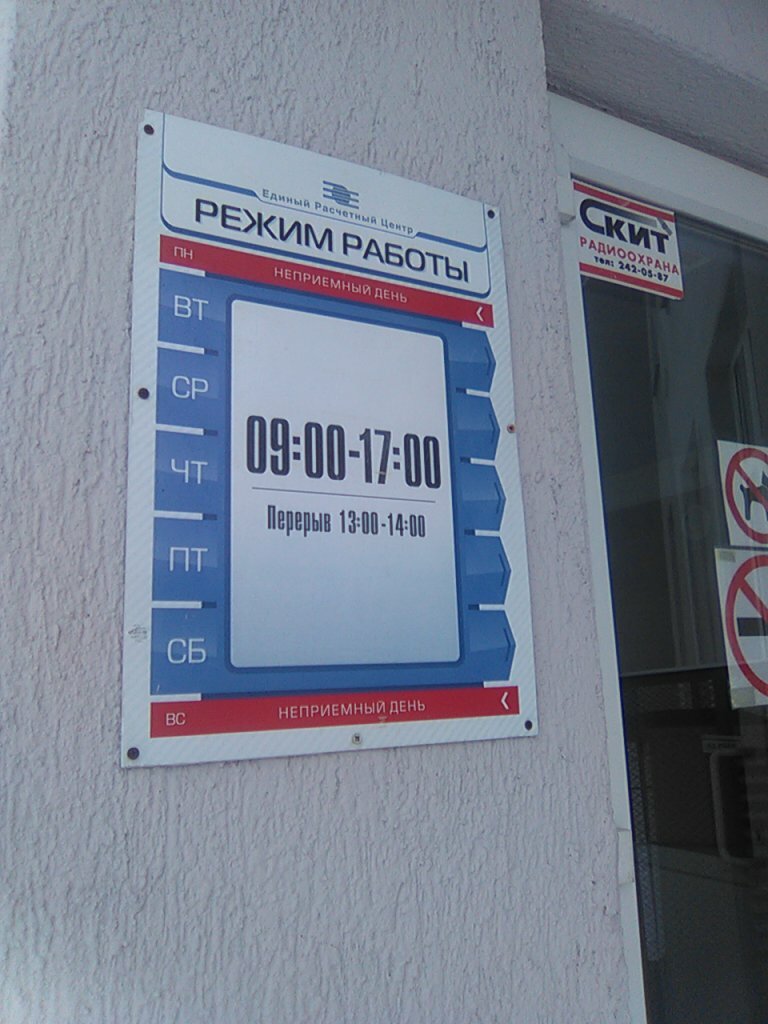 Единый Расчетный Центр
РЕЖИМ РАБОТЫ
ПН
НЕПРИЕМНЫЙ ДЕНЬ
ВТ
СР
ЧТ
ПТ
СБ
09:00-17:00
Перерыв 13:00-14:00
ВС
НЕПРИЕМНЫЙ ДЕНЬ
Скит
РАДИООХРАНА
тел: 242-05-87